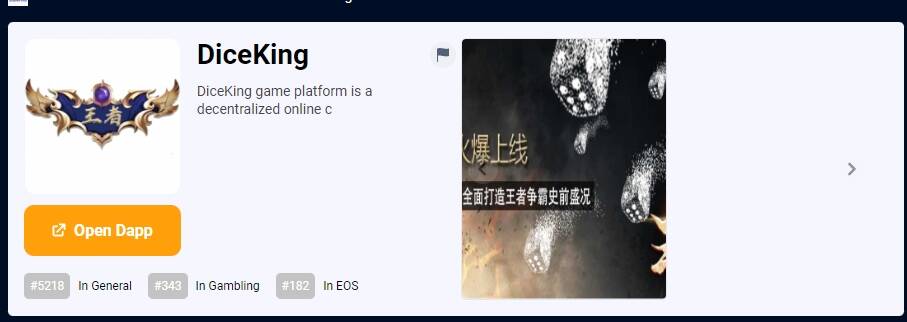 DiceKing
DiceKing game platform is a
decentralized online c
王者
火爆上线
全面打造王者争霸史前盛况
Open Dapp
#5218 In General #343 In Gambling #182 In EOS